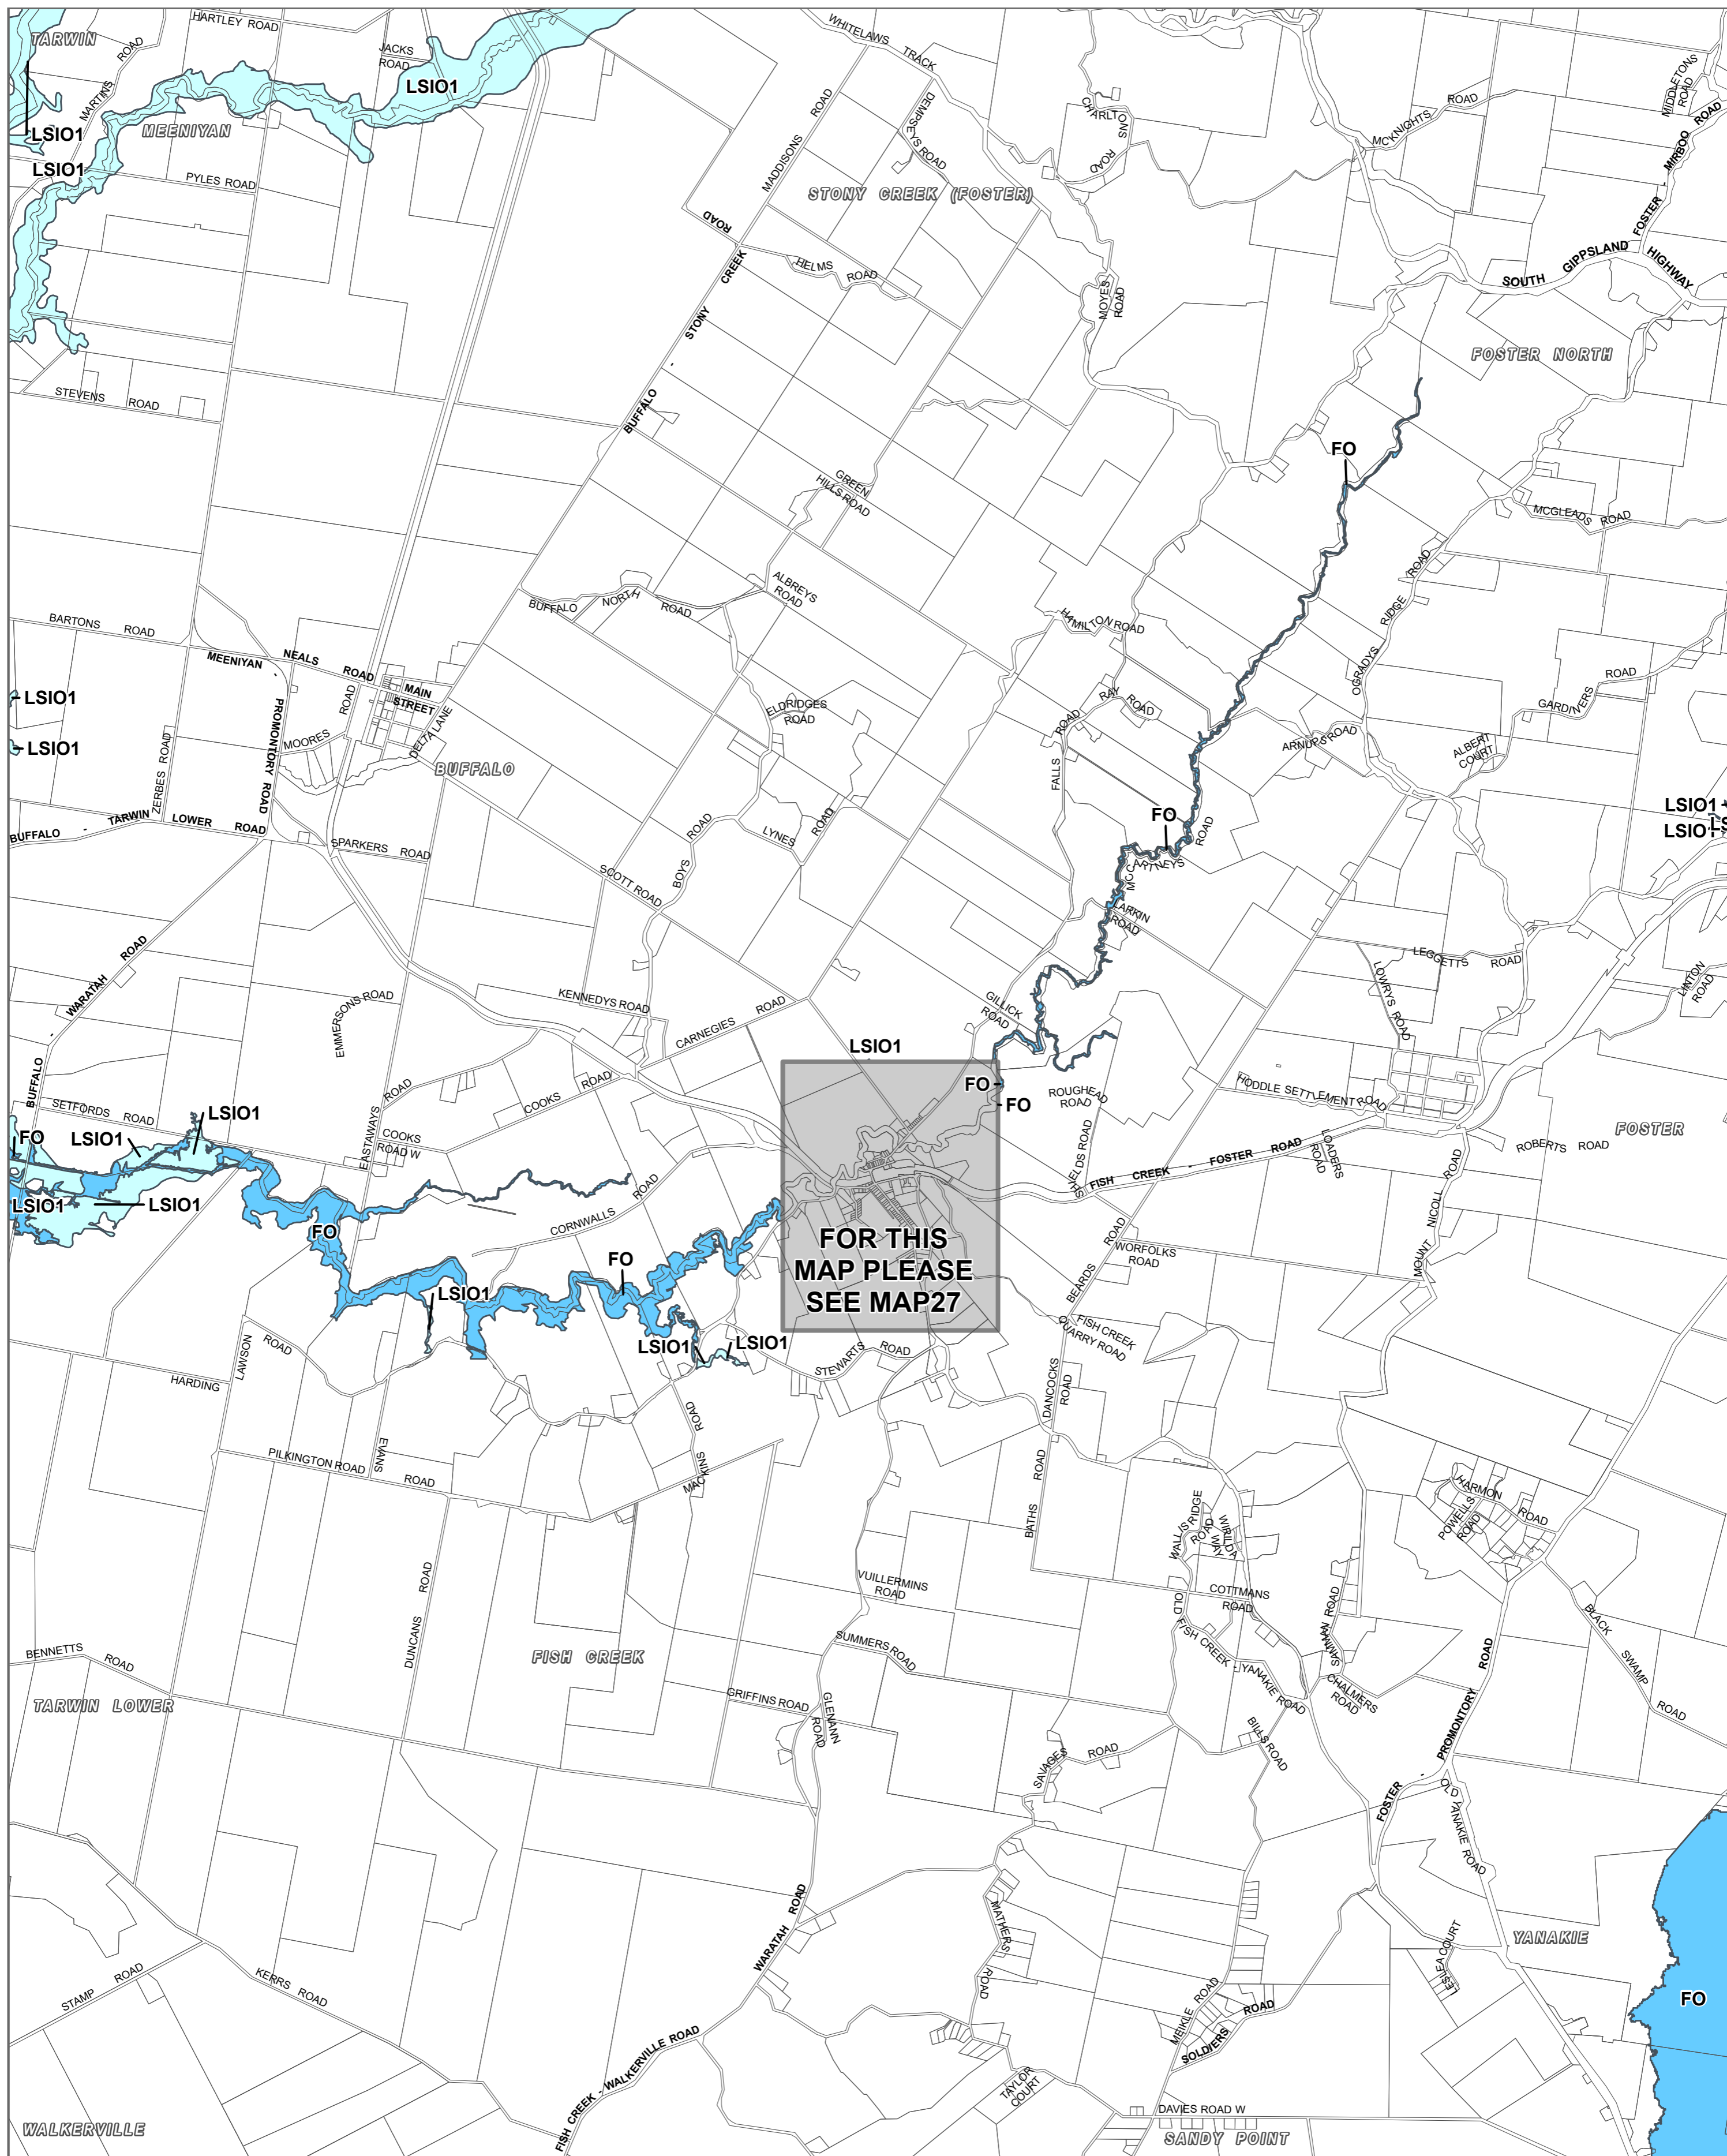 HARTLEY ROAD
TARWIN
MARTINS ROAD
JACKS
ROAD
LSIO1
WHITELAWS TRACK
MADDISONS ROAD
DEMPSEYS ROAD
CHARLTONS ROAD
MCKNIGHTS ROAD
MIDDLETONS
ROAD
FOSTER - MIRBOO ROAD
MEENIYAN
LSIO1
LSIO1
PYLES ROAD
STONY CREEK (FOSTER)
BUFFALO - STONY CREEK ROAD
HELMS ROAD
MOYES
ROAD
SOUTH GIPPSLAND HIGHWAY
FOSTER NORTH
STEVENS ROAD
GREEN
HILLS ROAD
FO
MCGLEADS ROAD
OGRADYS RIDGE ROAD
BUFFALO NORTH ROAD
ALBREYS
ROAD
HAMILTON ROAD
BARTONS ROAD
NEALS ROAD
MEENIYAN - PROMONTORY ROAD
MAIN
STREET
DELTA LANE
MOORES ROAD
BUFFALO
ELDRIDGES
ROAD
RAY ROAD
FALLS ROAD
ARNUPS ROAD
GARDINERS ROAD
ALBERT
COURT
LSIO1
LSIO1
ZERBES ROAD
BUFFALO - TARWIN LOWER ROAD
SPARKERS ROAD
LYNES ROAD
BOYS ROAD
SCOTT ROAD
FO
MCCARTNEYS ROAD
LARKIN
ROAD
LSIO1
LSIO1
LS
LEGGETTS ROAD
LOWRYS ROAD
LINTON
ROAD
BUFFALO - WARATAH ROAD
EMMERSONS ROAD
KENNEDYS ROAD
CARNEGIES ROAD
GILLICK
ROAD
LSIO1
FO
FO
ROUGHEAD
ROAD
HODDLE SETTLEMENT ROAD
FOSTER
ROBERTS ROAD
LOADERS
ROAD
SETFORDS ROAD
LSIO1
LSIO1
FO
EASTAWAYS ROAD
COOKS ROAD
COOKS
ROAD W
SHIELDS ROAD
FISH CREEK - FOSTER ROAD
LSIO1
LSIO1
FO
CORNWALLS ROAD
FO
LSIO1
FOR THIS
MAP PLEASE
SEE MAP27
BEARDS ROAD
WORFOLKS
ROAD
MOUNT NICOLL ROAD
FISH CREEK
QUARRY ROAD
LSIO1
LSIO1
STEWARTS ROAD
LAWSON ROAD
HARDING
DANCOCKS
ROAD
EVANS
PILKINGTON ROAD
ROAD
MACKINS ROAD
BATHS ROAD
WALLIS RIDGE
ROAD
WIRILDA
WAY
HARMON ROAD
POWELLS
ROAD
DUNCANS ROAD
VUILLERMINS
ROAD
COTTMANS
ROAD
OLD FISH CREEK - YANAKIE ROAD
SAMMAN ROAD
BLACK SWAMP ROAD
BENNETTS ROAD
FISH CREEK
SUMMERS ROAD
TARWIN LOWER
GRIFFINS ROAD
GLENANN
ROAD
CHALMERS
ROAD
BILLS ROAD
SAVAGES ROAD
FOSTER - PROMONTORY ROAD
OLD YANAKIE ROAD
WARATAH ROAD
MATHERS ROAD
YANAKIE
LESLEA COURT
STAMP ROAD
KERRS ROAD
MEIKLE ROAD
SOLDIERS ROAD
FO
FISH CREEK - WALKERVILLE ROAD
TAYLOR
COURT
DAVIES ROAD W
WALKERVILLE
SANDY POINT